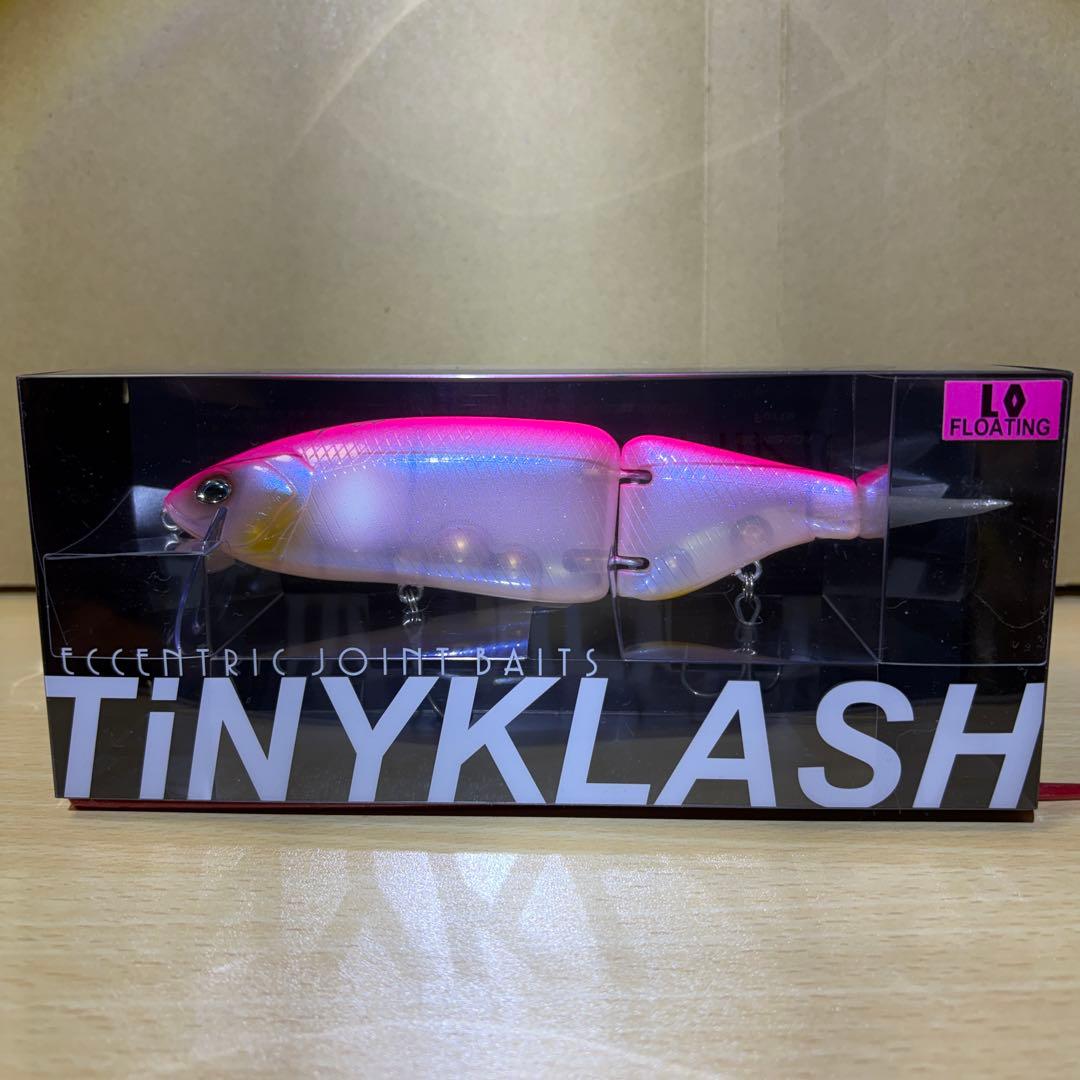 LO
FLOATING
ECCENTRIC JOINT BAITS
TiNYKLASH